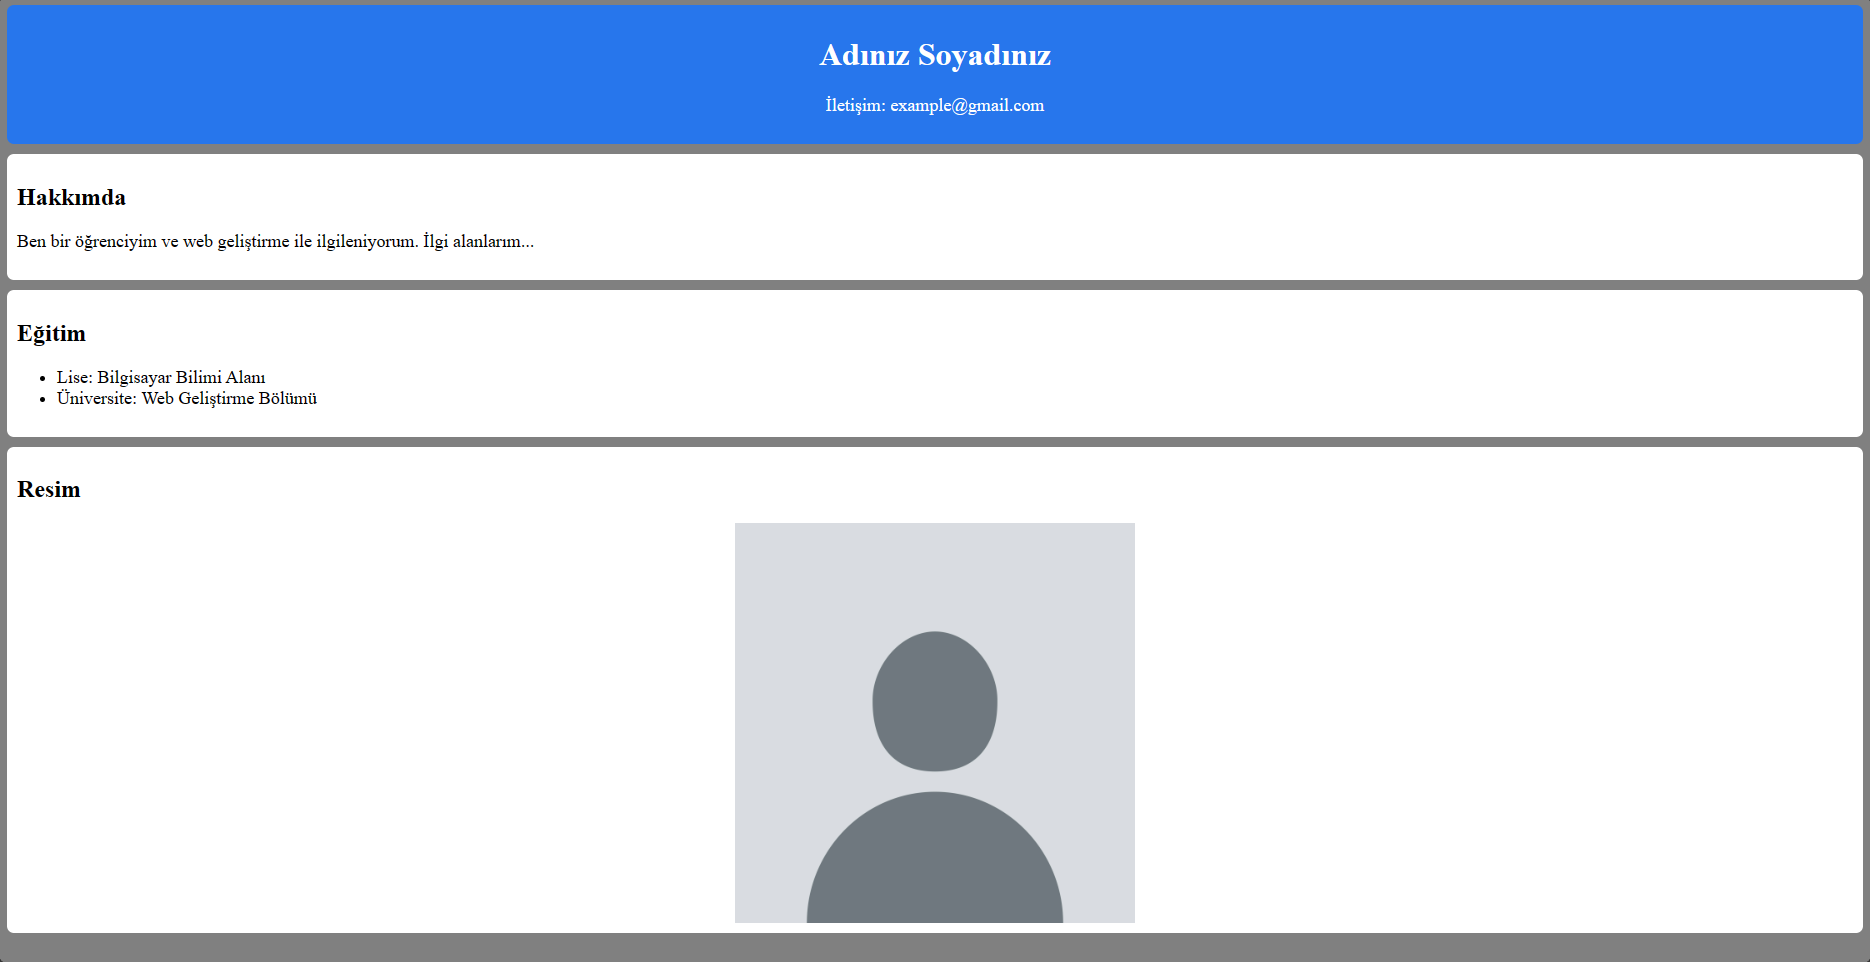 Adınız Soyadınız
İletişim: example@gmail.com
Hakkımda
Ben bir öğrenciyim ve web geliştirme ile ilgileniyorum. İlgi alanlarım...
Eğitim
• Lise: Bilgisayar Bilimi Alanı
• Üniversite: Web Geliştirme Bölümü
Resim